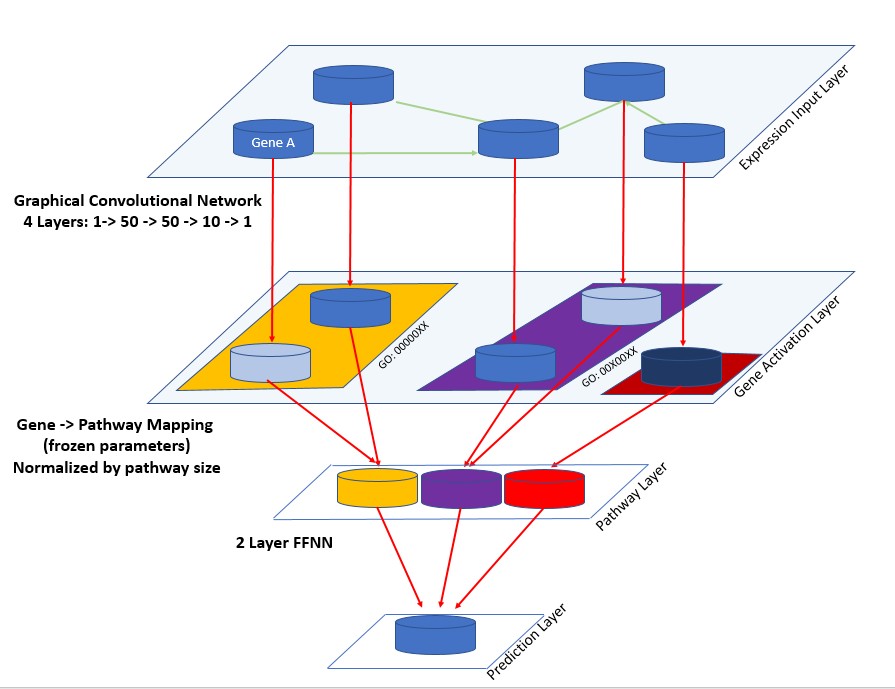 Gene A
Expression Input Layer
Graphical Convolutional Network
4 Layers: 1-> 50 -> 50 -> 10 -> 1
GO: 00000XX
GO: 00X00XX
Gene Activation Layer
Gene -> Pathway Mapping
(frozen parameters)
Normalized by pathway size
Pathway Layer
2 Layer FFNN
Prediction Layer